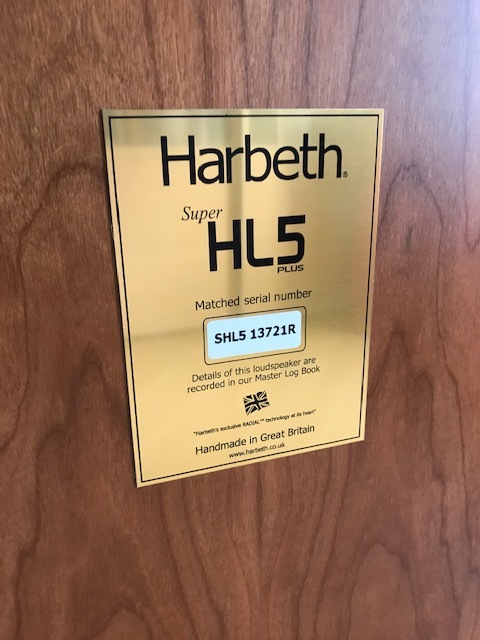 Harbeth®
Super
HL5
PLUS
Matched serial number
SHL5 13721R
Details of this loudspeaker are
recorded in our Master Log Book
"Harbeth's exclusive RADIAL™ technology at its heart"
Handmade in Great Britain
www.harbeth.co.uk